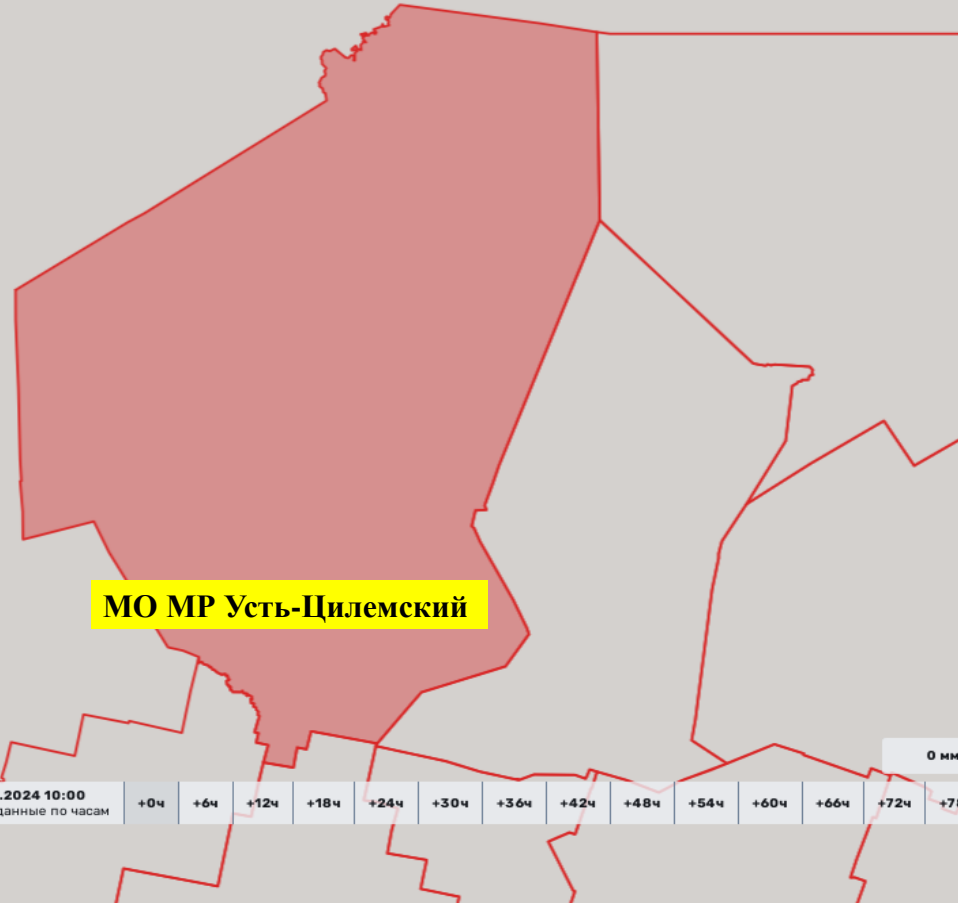 МО МР Усть-Цилемский
0 мм
.2024 10:00
+0ч +6ч +12ч +18ч +24ч +30ч +36ч +42ч +48ч +54ч +60ч +66ч +72ч
данные по часам